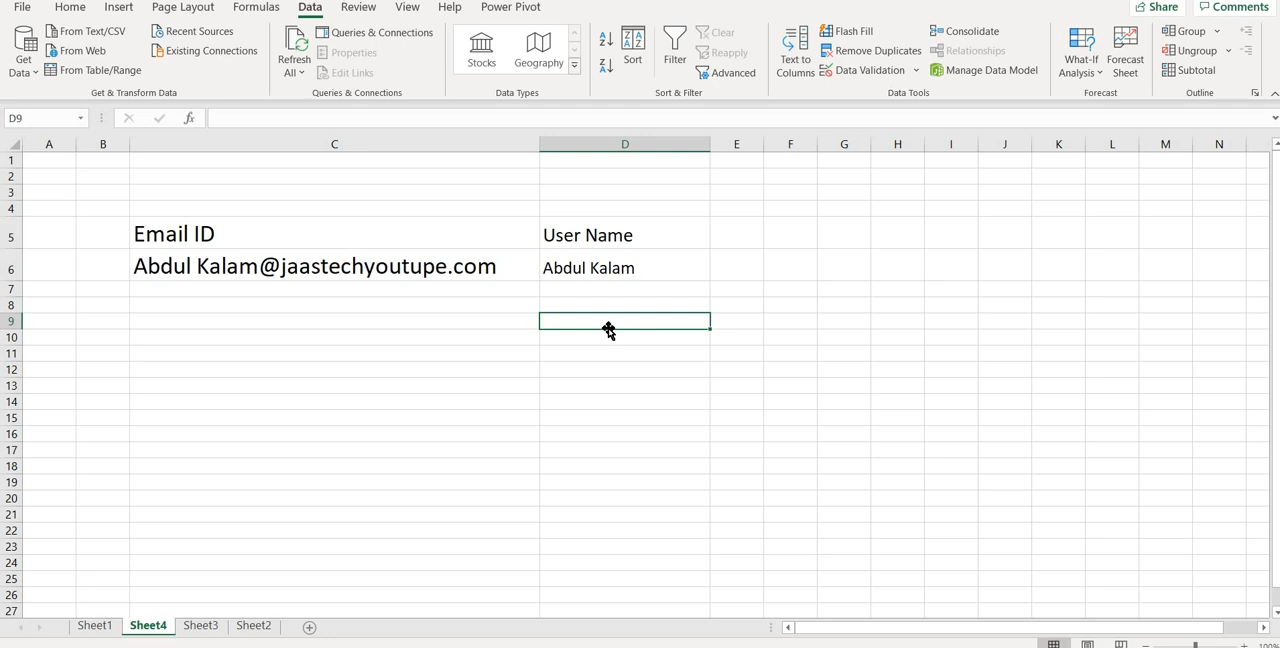 File Home Insert Page Layout Formulas Data Review View Help Power Pivot Share Comments
Get Data From Text/CSV From Web From Table/Range Recent Sources Existing Connections
Get & Transform Data
Refresh All Queries & Connections Properties Edit Links
Queries & Connections
Stocks Geography
Data Types
Sort Filter Clear Reapply Advanced
Sort & Filter
Text to Columns Flash Fill Remove Duplicates Data Validation Consolidate Relationships Manage Data Model
Data Tools
What-If Analysis Forecast Sheet
Forecast
Group Ungroup Subtotal
Outline
D9 fx
A B C D E F G H I J K L M N
1
2
3
4
5 Email ID User Name
6 Abdul Kalam@jaastechyoutupe.com Abdul Kalam
7
8
9
10
11
12
13
14
15
16
17
18
19
20
21
22
23
24
25
26
27
Sheet1 Sheet4 Sheet3 Sheet2
100%